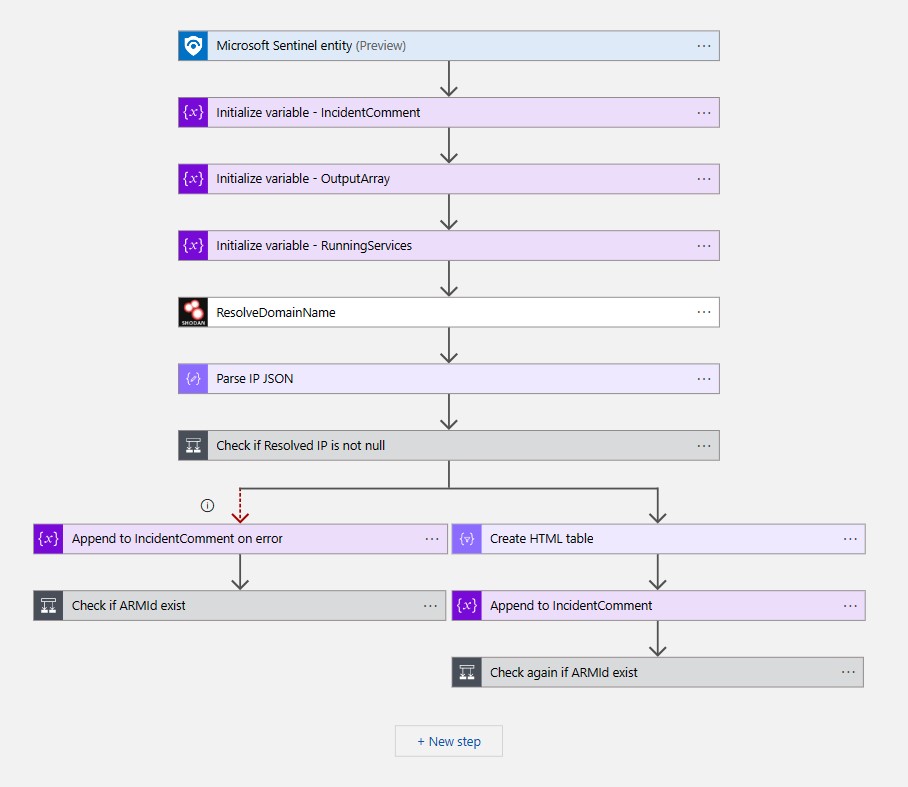 Microsoft Sentinel entity (Preview)
Initialize variable - IncidentComment
Initialize variable - OutputArray
Initialize variable - RunningServices
SHODAN
ResolveDomainName
Parse IP JSON
Check if Resolved IP is not null
Append to IncidentComment on error
Create HTML table
Check if ARMId exist
Append to IncidentComment
Check again if ARMId exist
+ New step